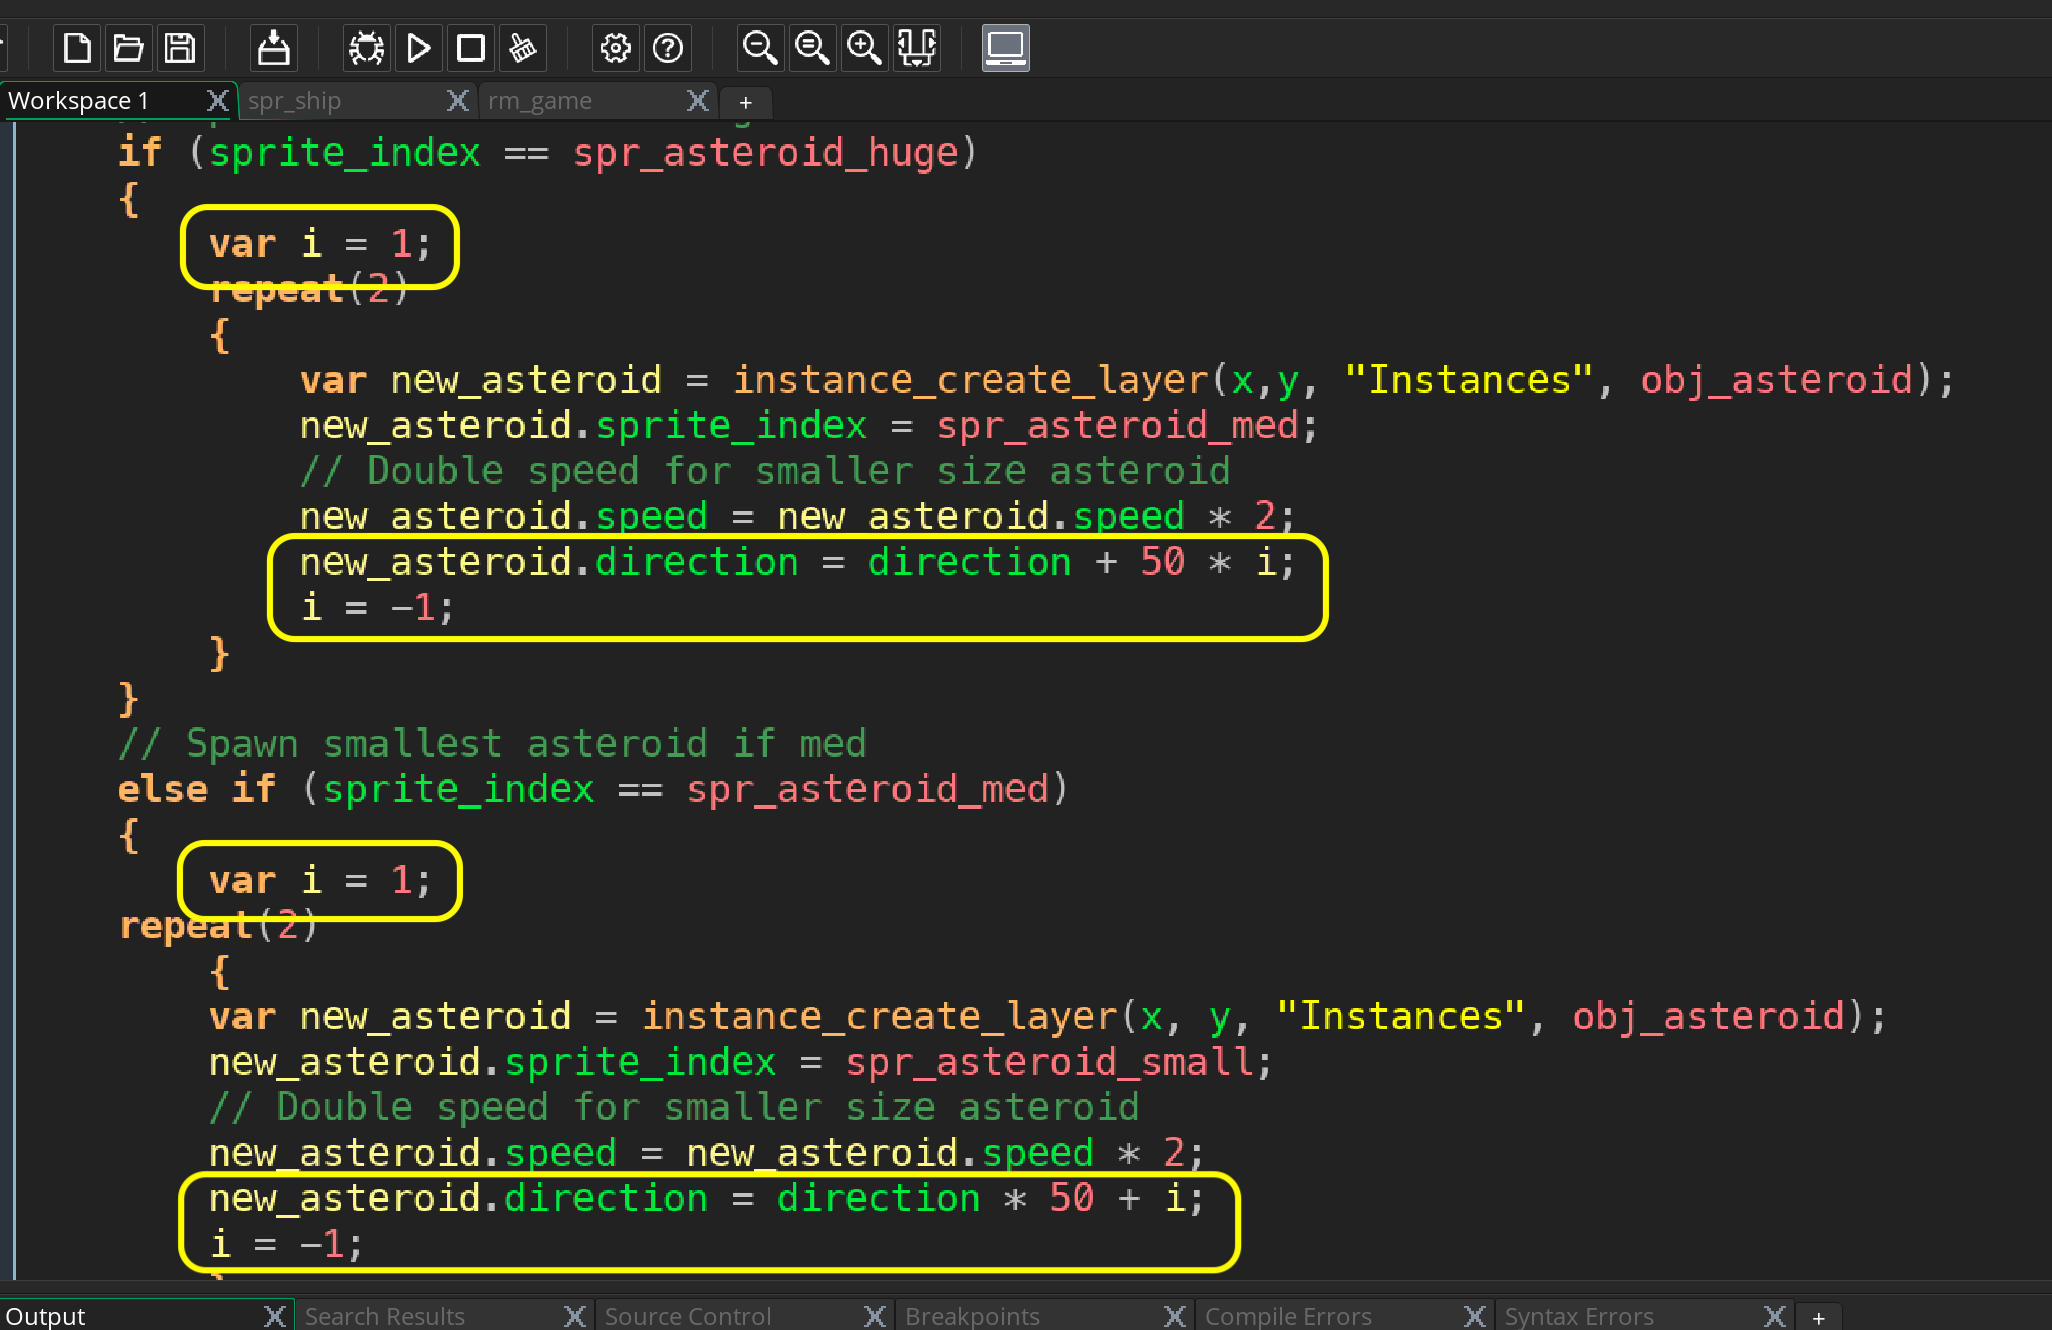 Workspace 1 spr_ship rm_game +
if (sprite_index == spr_asteroid_huge)
{
var i = 1;
repeat(2)
{
var new_asteroid = instance_create_layer(x,y, "Instances", obj_asteroid);
new_asteroid.sprite_index = spr_asteroid_med;
// Double speed for smaller size asteroid
new_asteroid.speed = new_asteroid.speed * 2;
new_asteroid.direction = direction + 50 * i;
i = -1;
}
}
// Spawn smallest asteroid if med
else if (sprite_index == spr_asteroid_med)
{
var i = 1;
repeat(2)
{
var new_asteroid = instance_create_layer(x, y, "Instances", obj_asteroid);
new_asteroid.sprite_index = spr_asteroid_small;
// Double speed for smaller size asteroid
new_asteroid.speed = new_asteroid.speed * 2;
new_asteroid.direction = direction * 50 + i;
i = -1;
Output Search Results Source Control Breakpoints Compile Errors Syntax Errors +